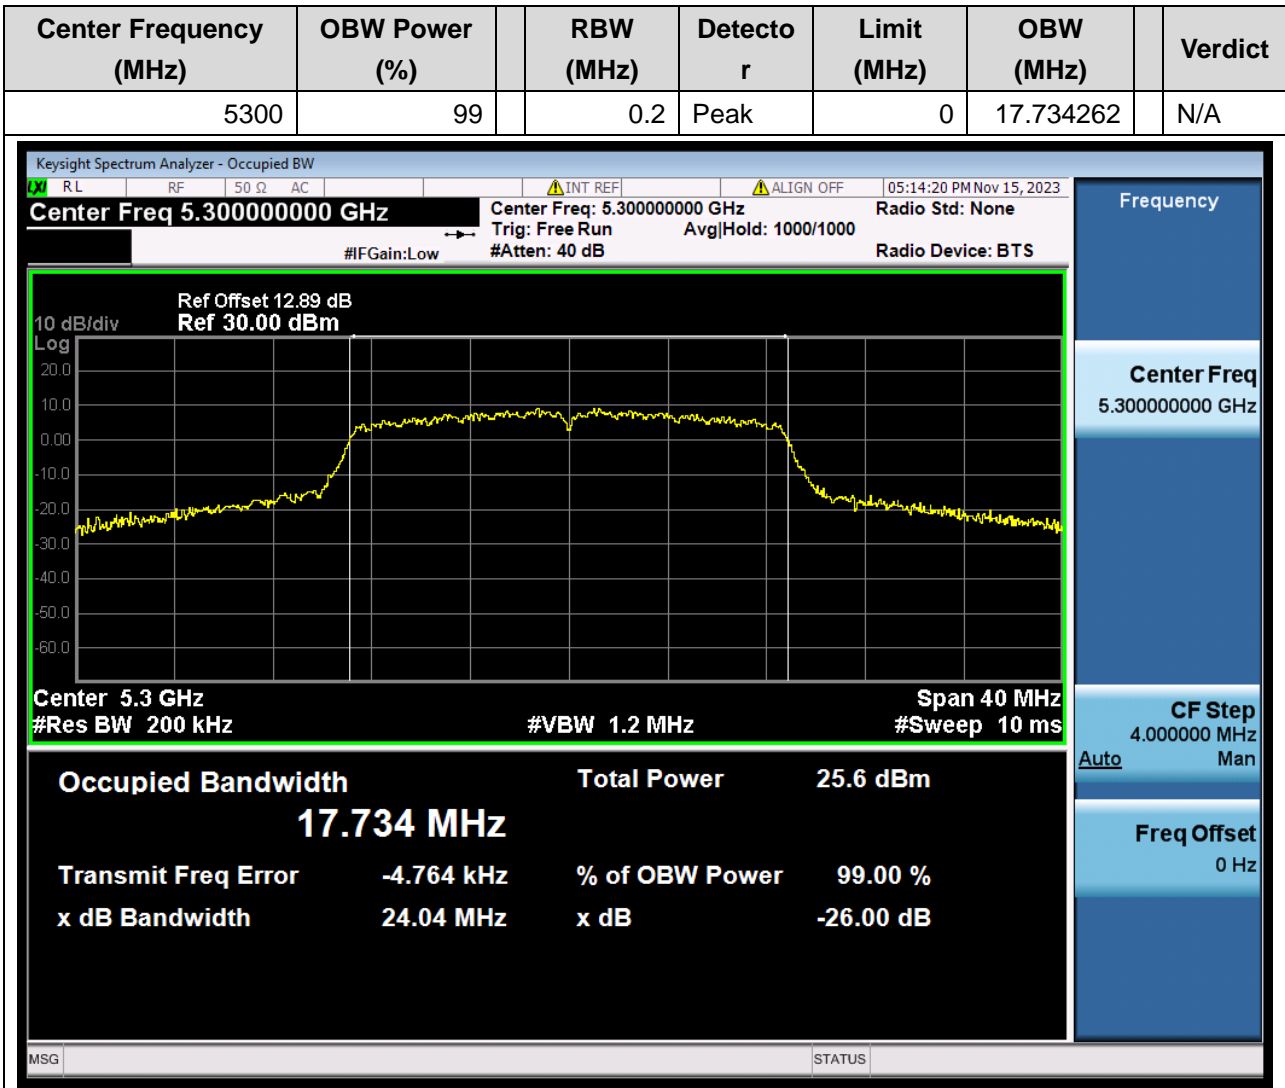 Center Frequency (MHz) OBW Power (%) RBW (MHz) Detecto r Limit (MHz) OBW (MHz) Verdict
5300 99 0.2 Peak 0 17.734262 N/A
Keysight Spectrum Analyzer - Occupied BW
LXI RL RF 50 Ω AC INT REF ALIGN OFF 05:14:20 PM Nov 15, 2023
Center Freq 5.300000000 GHz
Center Freq: 5.300000000 GHz Radio Std: None
Trig: Free Run Avg|Hold: 1000/1000
#IFGain:Low #Atten: 40 dB Radio Device: BTS
Ref Offset 12.89 dB
10 dB/div Ref 30.00 dBm
Log
20.0
10.0
0.00
-10.0
-20.0
-30.0
-40.0
-50.0
-60.0
Center 5.3 GHz Span 40 MHz
#Res BW 200 kHz #VBW 1.2 MHz #Sweep 10 ms
Occupied Bandwidth Total Power 25.6 dBm
17.734 MHz
Transmit Freq Error -4.764 kHz % of OBW Power 99.00 %
x dB Bandwidth 24.04 MHz x dB -26.00 dB
MSG STATUS
Frequency
Center Freq
5.300000000 GHz
CF Step
4.000000 MHz
Auto Man
Freq Offset
0 Hz